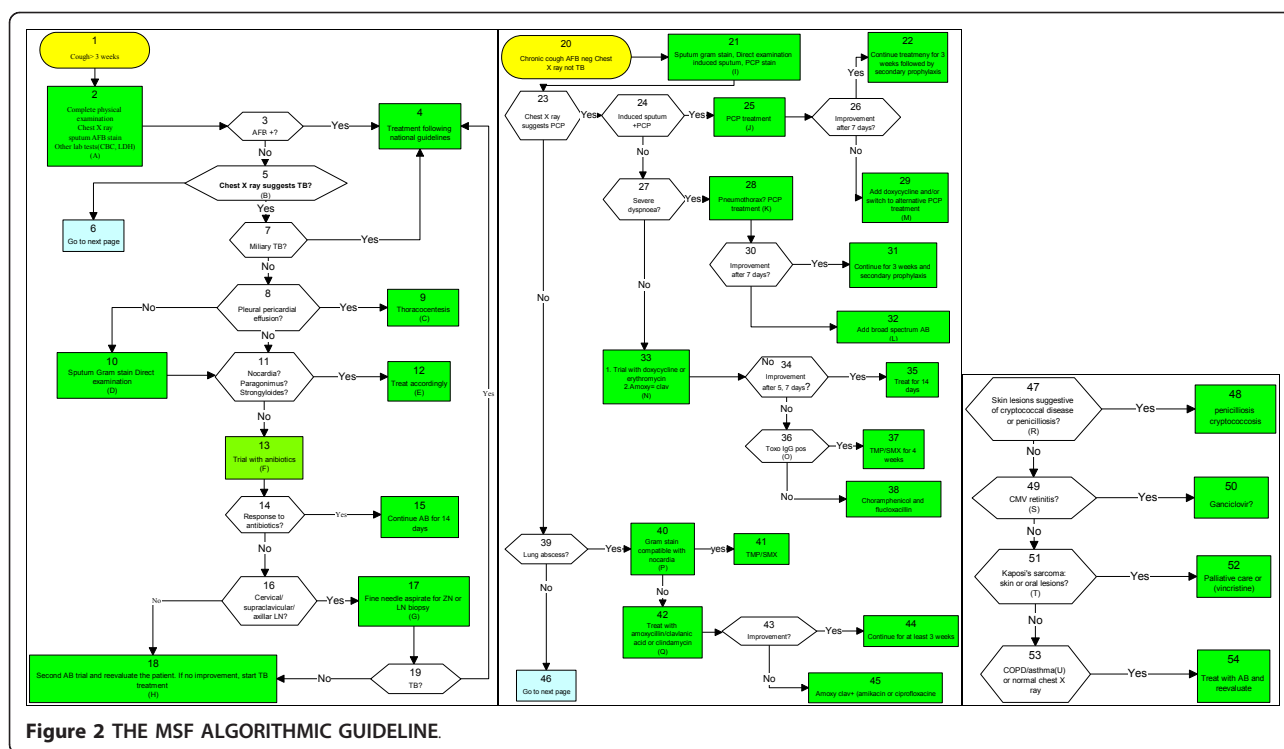 1
Cough> 3 weeks
2
Complete physical
examination
Chest X ray
sputum AFB stain
Other lab tests(CBC, LDH)
(A)
3
AFB +?
Yes
No
4
Treatment following
national guidelines
5
Chest X ray suggests TB?
(B)
Yes
6
Go to next page
7
Miliary TB?
Yes
No
8
Pleural pericardial
effusion?
No
Yes
No
9
Thoracocentesis
(C)
10
Sputum Gram stain Direct
examination
(D)
11
Nocardia?
Paragonimus?
Strongyloides?
Yes
No
12
Treat accordingly
(E)
13
Trial with anibiotics
(F)
14
Response to
antibiotics?
Yes
No
15
Continue AB for 14
days
16
Cervical/
supraclavicular/
axillar LN?
No
Yes
17
Fine needle aspirate for ZN or
LN biopsy
(G)
18
Second AB trial and reevaluate the patient. If no improvement, start TB
treatment
(H)
19
TB?
No
Yes
20
Chronic cough AFB neg Chest
X ray not TB
21
Sputum gram stain, Direct examination
induced sputum, PCP stain
(I)
22
Continue treatmeny for 3
weeks followed by
secondary prophylaxis
23
Chest X ray
suggests PCP
Yes
No
24
Induced sputum
+PCP
Yes
No
25
PCP treatment
(J)
26
Improvement
after 7 days?
Yes
No
27
Severe
dyspnoea?
Yes
No
28
Pneumothorax? PCP
treatment (K)
29
Add doxycycline and/or
switch to alternative PCP
treatment
(M)
30
Improvement
after 7 days?
Yes
No
31
Continue for 3 weeks and
secondary prophylaxis
32
Add broad spectrum AB
(L)
33
1. Trial with doxycycline or
erythromycin
2.Amoxy= clav
(N)
No
34
Improvement
after 5, 7 days?
Yes
No
35
Treat for 14
days
36
Toxo IgG pos
(O)
Yes
No
37
TMP/SMX for 4
weeks
38
Choramphenicol and
flucloxacillin
39
Lung abscess?
Yes
No
40
Gram stain
compatible with
nocardia
(P)
yes
No
41
TMP/SMX
42
Treat with
amoxycillin/clavlanic
acid or clindamycin
(Q)
43
Improvement?
Yes
No
44
Continue for at least 3 weeks
45
Amoxy clav+ (amikacin or ciprofloxacine
46
Go to next page
47
Skin lesions suggestive
of cryptococcal disease
or penicilliosis?
(R)
Yes
No
48
penicilliosis
cryptococcosis
49
CMV retinitis?
(S)
Yes
No
50
Ganciclovir?
51
Kaposi's sarcoma:
skin or oral lesions?
(T)
Yes
No
52
Palliative care or
(vincristine)
53
COPD/asthma(U)
or normal chest X
ray
Yes
54
Treat with AB and
reevaluate
Figure 2 THE MSF ALGORITHMIC GUIDELINE.